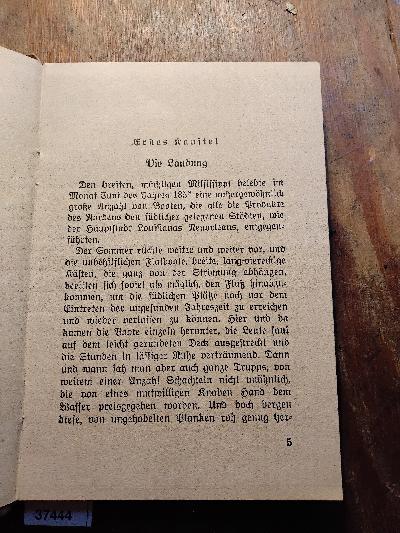 Erstes Kapitel
Die Landung
Den breiten, mächtigen Mississippi belebte im
Monat Juni des Jahres 183* eine außergewöhnlich
große Anzahl von Booten, die alle die Produkte
des Nordens den südlicher gelegenen Städten, wie
der Hauptstadt Louisianas Neuorleans, entgegen-
führten.
Der Sommer rückte weiter und weiter vor, und
die unbehilflichen Flatboote, breite, lang-viereckige
Kästen, die ganz von der Strömung abhängen,
beeilten sich soviel als möglich, den Fluß hinabzu-
kommen, um die südlichen Plätze noch vor dem
Eintreten der ungesunden Jahreszeit zu erreichen
und wieder verlassen zu können. Hier und da
kamen die Boote einzeln herunter, die Leute faul
auf dem leicht gerundeten Deck ausgestreckt und
die Stunden in lässiger Ruhe verträumend. Dann
und wann sah man aber auch ganze Trupps, von
weitem einer Anzahl Schachteln nicht unähnlich,
die von eines mutwilligen Knaben Hand dem
Wasser preisgegeben worden. Und doch bergen
diese, von ungehobelten Planken roh genug her-
5
37444